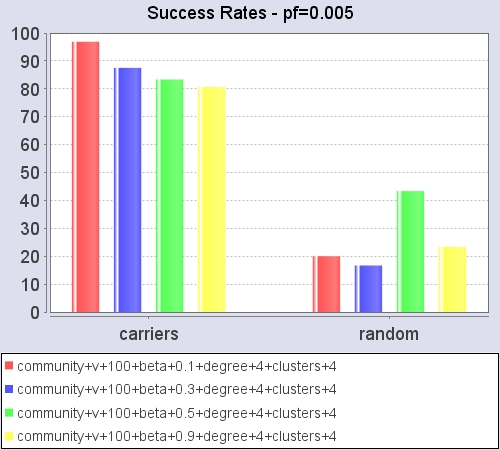 Success Rates - pf=0.005
100
90
80
70
60
50
40
30
20
10
0
carriers random
community+v+100+beta+0.1+degree+4+clusters+4
community+v+100+beta+0.3+degree+4+clusters+4
community+v+100+beta+0.5+degree+4+clusters+4
community+v+100+beta+0.9+degree+4+clusters+4